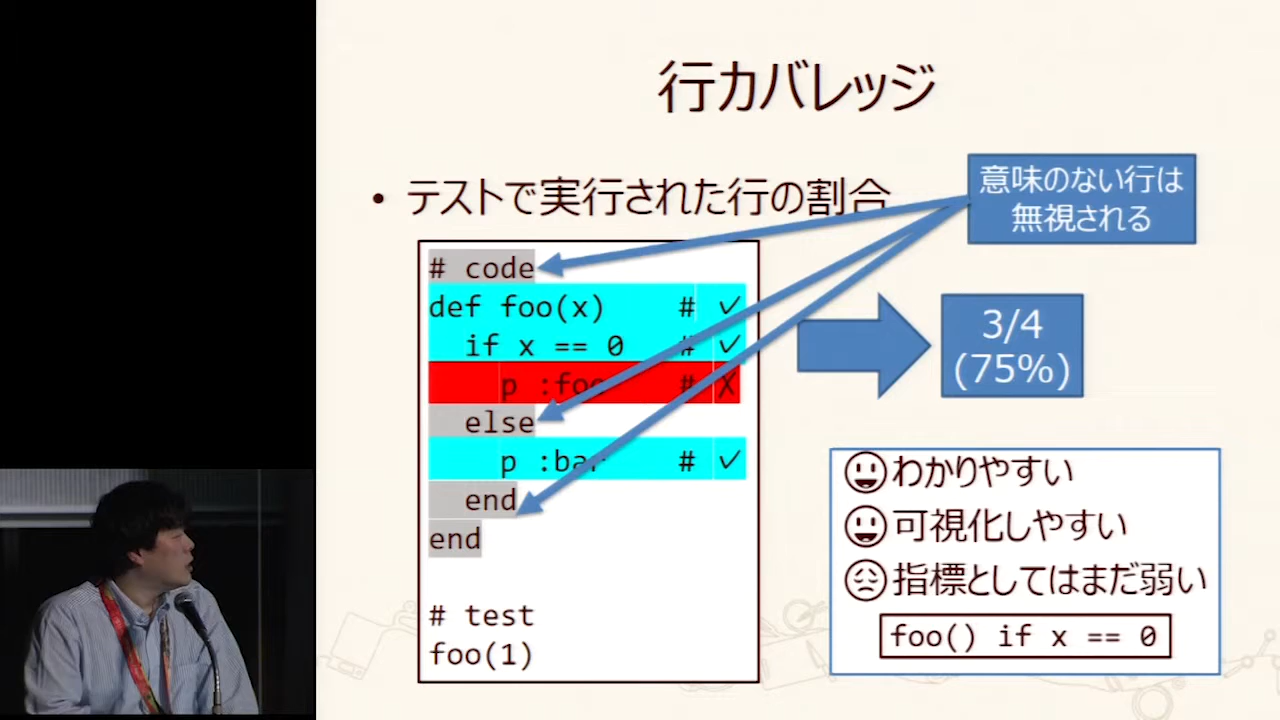 行カバレッジ
• テストで実行された行の割合
意味のない行は
無視される
# code
def foo(x) # ✓
if x == 0 # ✓
p :foo # X
else
p :bar # ✓
end
end
# test
foo(1)
3/4
(75%)
わかりやすい
可視化しやすい
指標としてはまだ弱い
foo() if x == 0